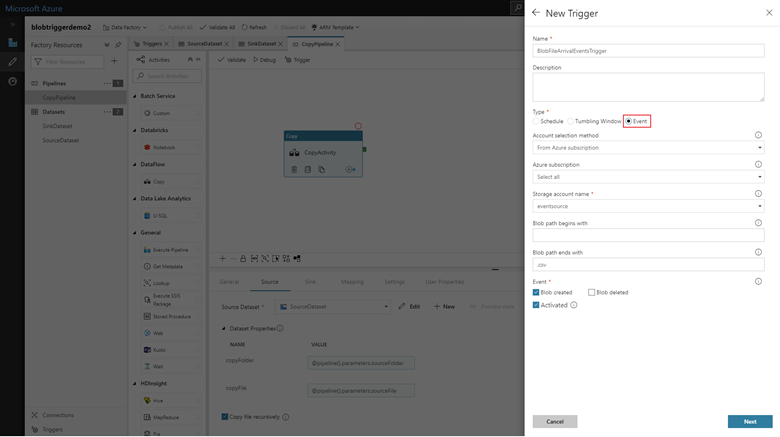 Microsoft Azure
blobtriggerdemo2
Data Factory
Publish All
Validate All
Refresh
Discard All
ARM Template
Factory Resources
Filter Resources
Pipelines
1
CopyPipeline
Datasets
2
SinkDataset
SourceDataset
Connections
Triggers
Triggers
SourceDataset
SinkDataset
CopyPipeline
Activities
Search Activities
Batch Service
Custom
Databricks
Notebook
DataFlow
Copy
Data Lake Analytics
U-SQL
General
Execute Pipeline
Get Metadata
Lookup
Execute SSIS
Package
Stored Procedure
Web
Kusto
Wait
HDInsight
Hive
MapReduce
Pig
Validate
Debug
Trigger
Copy
CopyActivity
General
Source
Sink
Mapping
Settings
User Properties
Source Dataset *
SourceDataset
Edit
New
Preview data
Dataset Properties
NAME
VALUE
copyFolder
@pipeline().parameters.sourceFolder
copyFile
@pipeline().parameters.sourceFile
Copy file recursively
New Trigger
Name *
BlobFileArrivalEventsTrigger
Description
Type *
Schedule
Tumbling Window
Event
Account selection method
From Azure subscription
Azure subscription
Select all
Storage account name *
eventsource
Blob path begins with
Blob path ends with
.csv
Event *
Blob created
Blob deleted
Activated
Cancel
Next